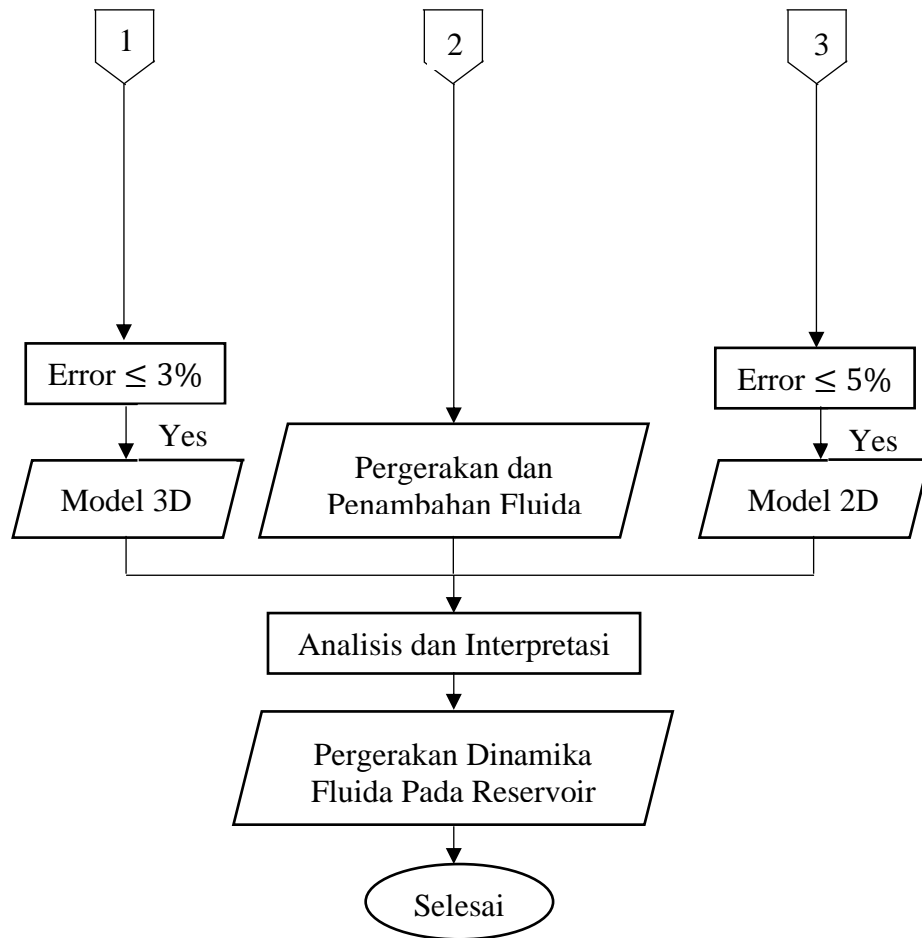 1
2
3
Error ≤ 3%
Error ≤ 5%
Yes
Yes
Model 3D
Pergerakan dan
Penambahan Fluida
Model 2D
Analisis dan Interpretasi
Pergerakan Dinamika
Fluida Pada Reservoir
Selesai